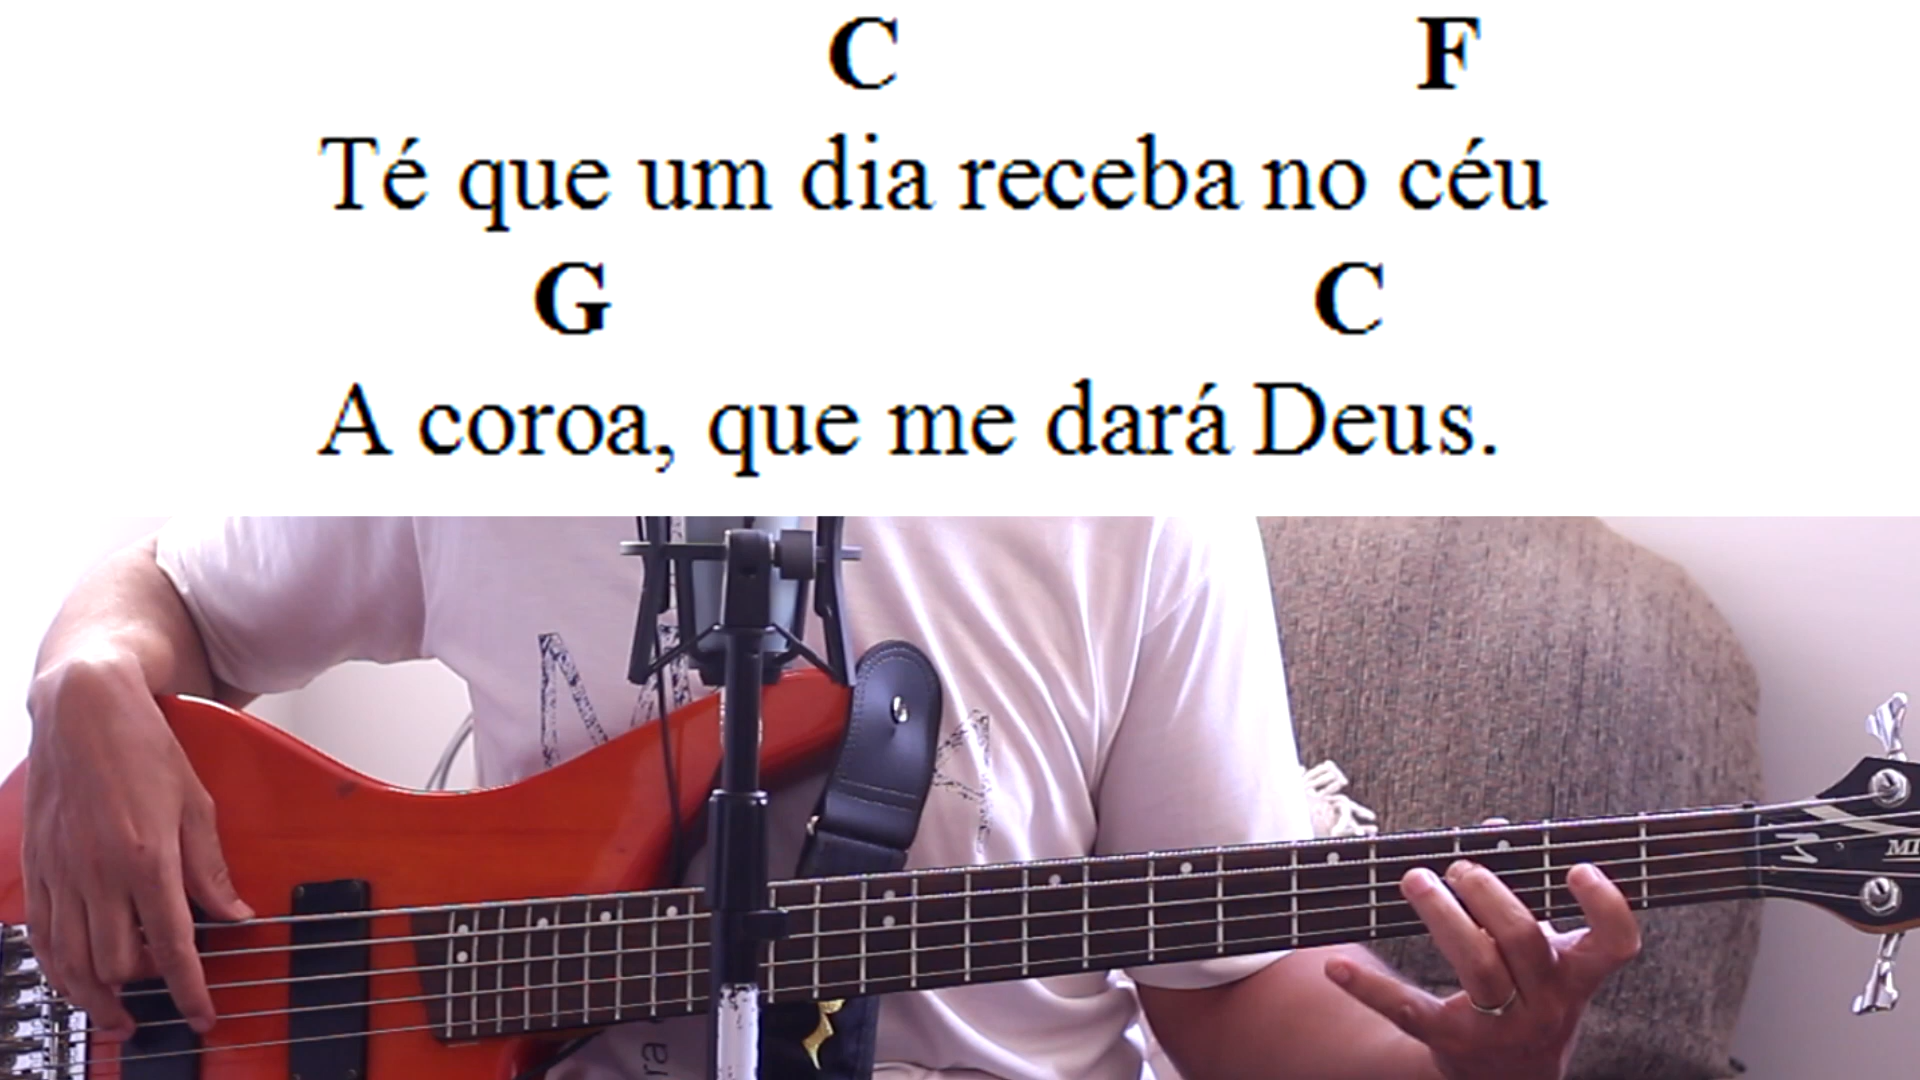 C F
Té que um dia receba no céu
G C
A coroa, que me dará Deus.